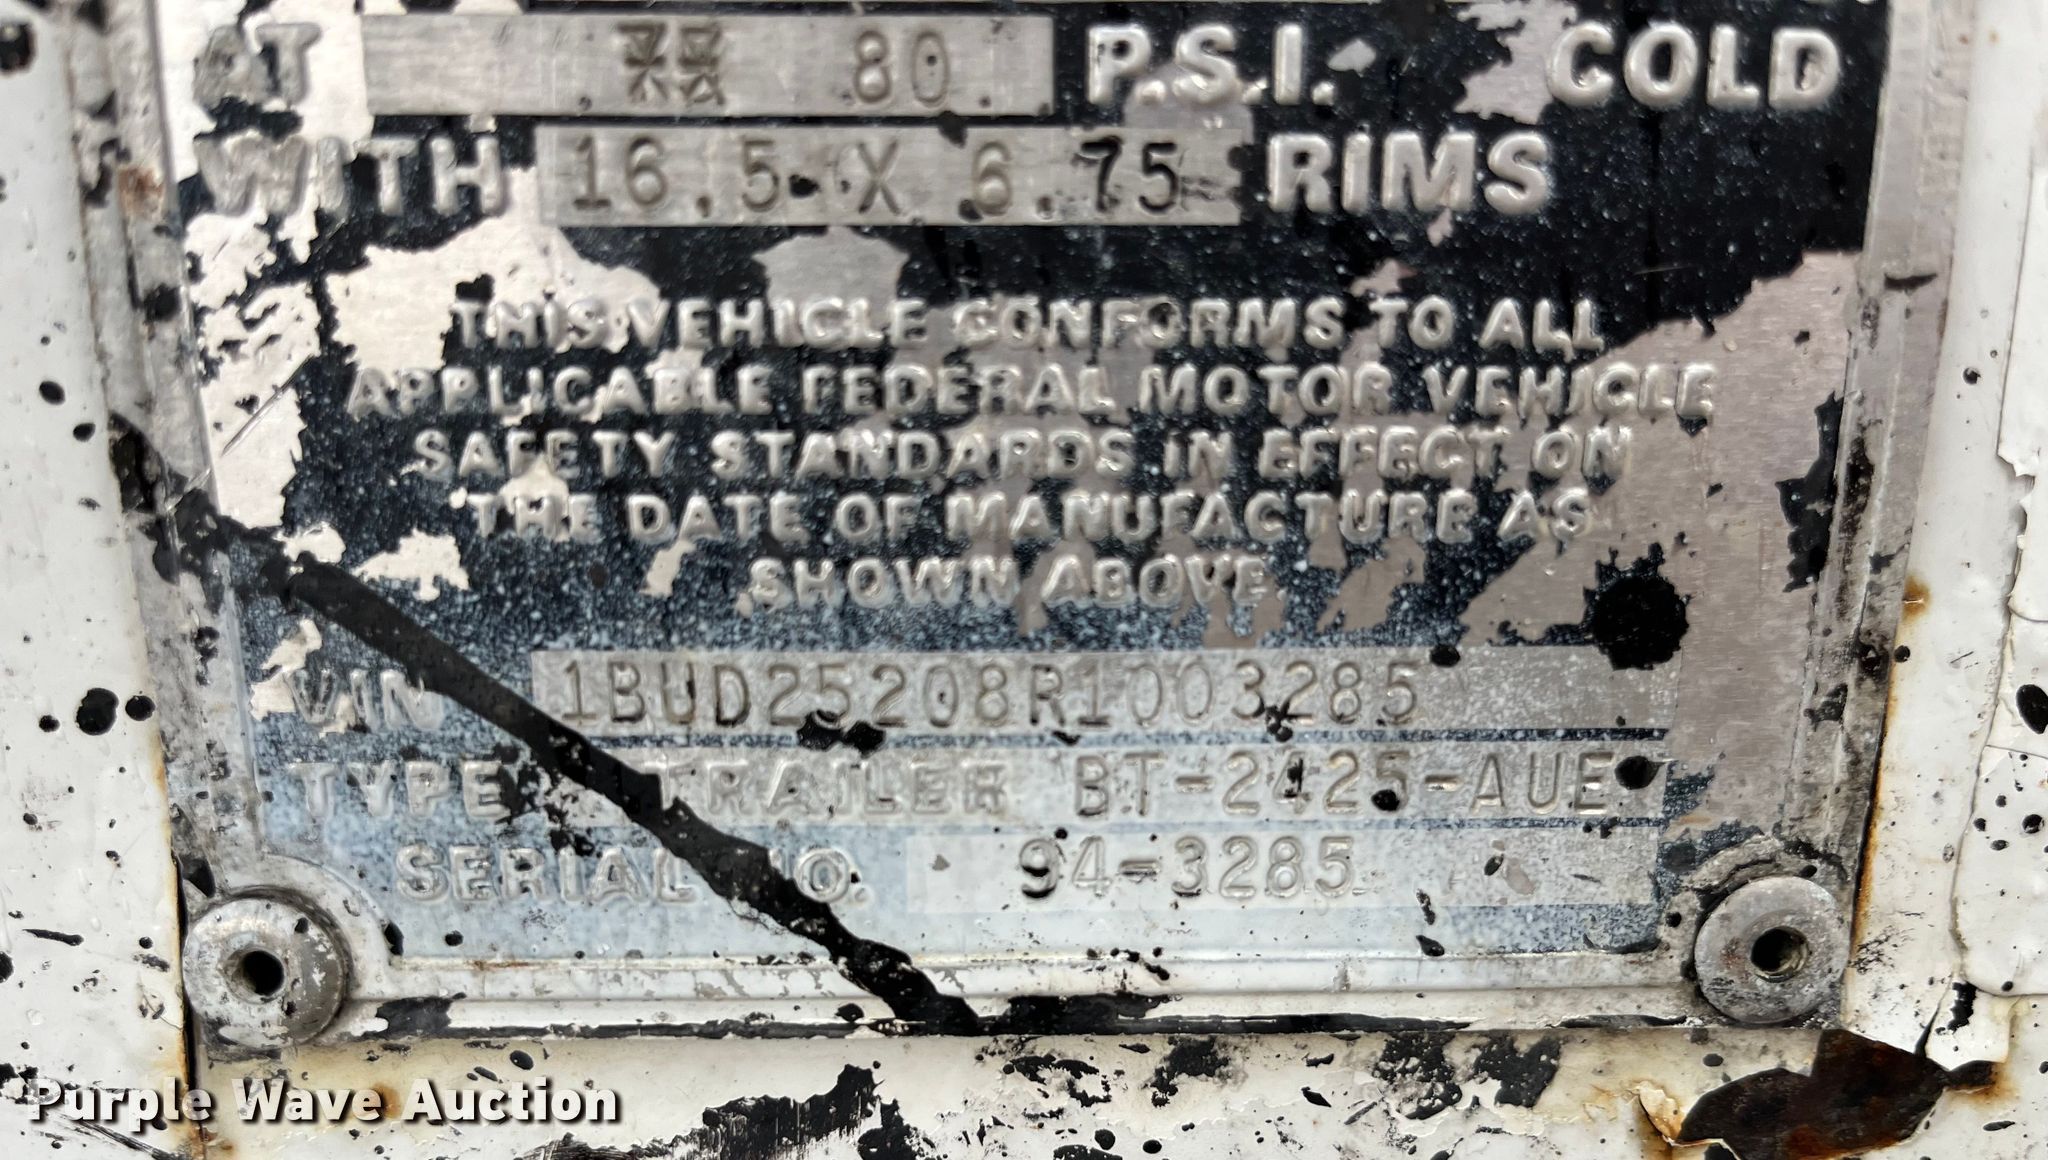 AT 80 P.S.I. COLD
WITH 16.5 X 6.75 RIMS
THIS VEHICLE CONFORMS TO ALL
APPLICABLE FEDERAL MOTOR VEHICLE
SAFETY STANDARDS IN EFFECT ON
THE DATE OF MANUFACTURE AS
SHOWN ABOVE.
VIN 1BUD25208R1003285
TYPE TRAILER BT-2425-AUE
SERIAL NO. 94-3285
Purple Wave Auction